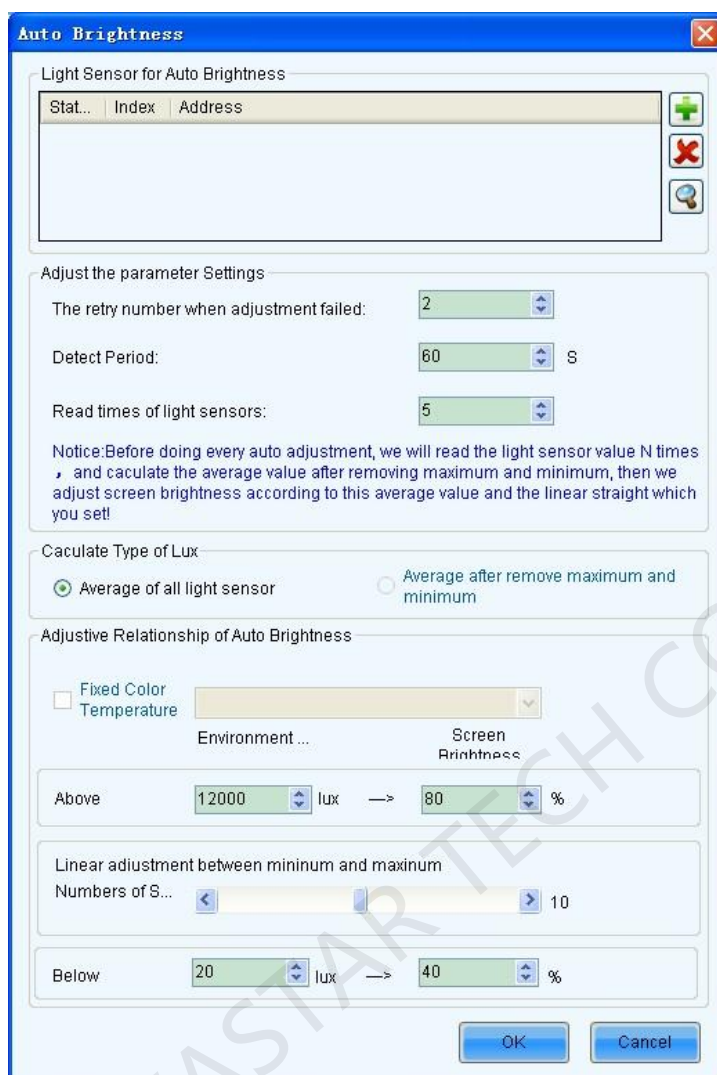 Auto Brightness
Light Sensor for Auto Brightness
Stat... Index Address
Adjust the parameter Settings
The retry number when adjustment failed: 2
Detect Period: 60 S
Read times of light sensors: 5
Notice:Before doing every auto adjustment, we will read the light sensor value N times
, and caculate the average value after removing maximum and minimum, then we
adjust screen brightness according to this average value and the linear straight which
you set!
Caculate Type of Lux
Average of all light sensor
Average after remove maximum and
minimum
Adjustive Relationship of Auto Brightness
Fixed Color
Temperature
Environment ... Screen
Brightness
Above 12000 lux —> 80 %
Linear adiustment between mininum and maxinum
Numbers of S... 10
Below 20 lux —> 40 %
OK Cancel
TASTAR TECH CO